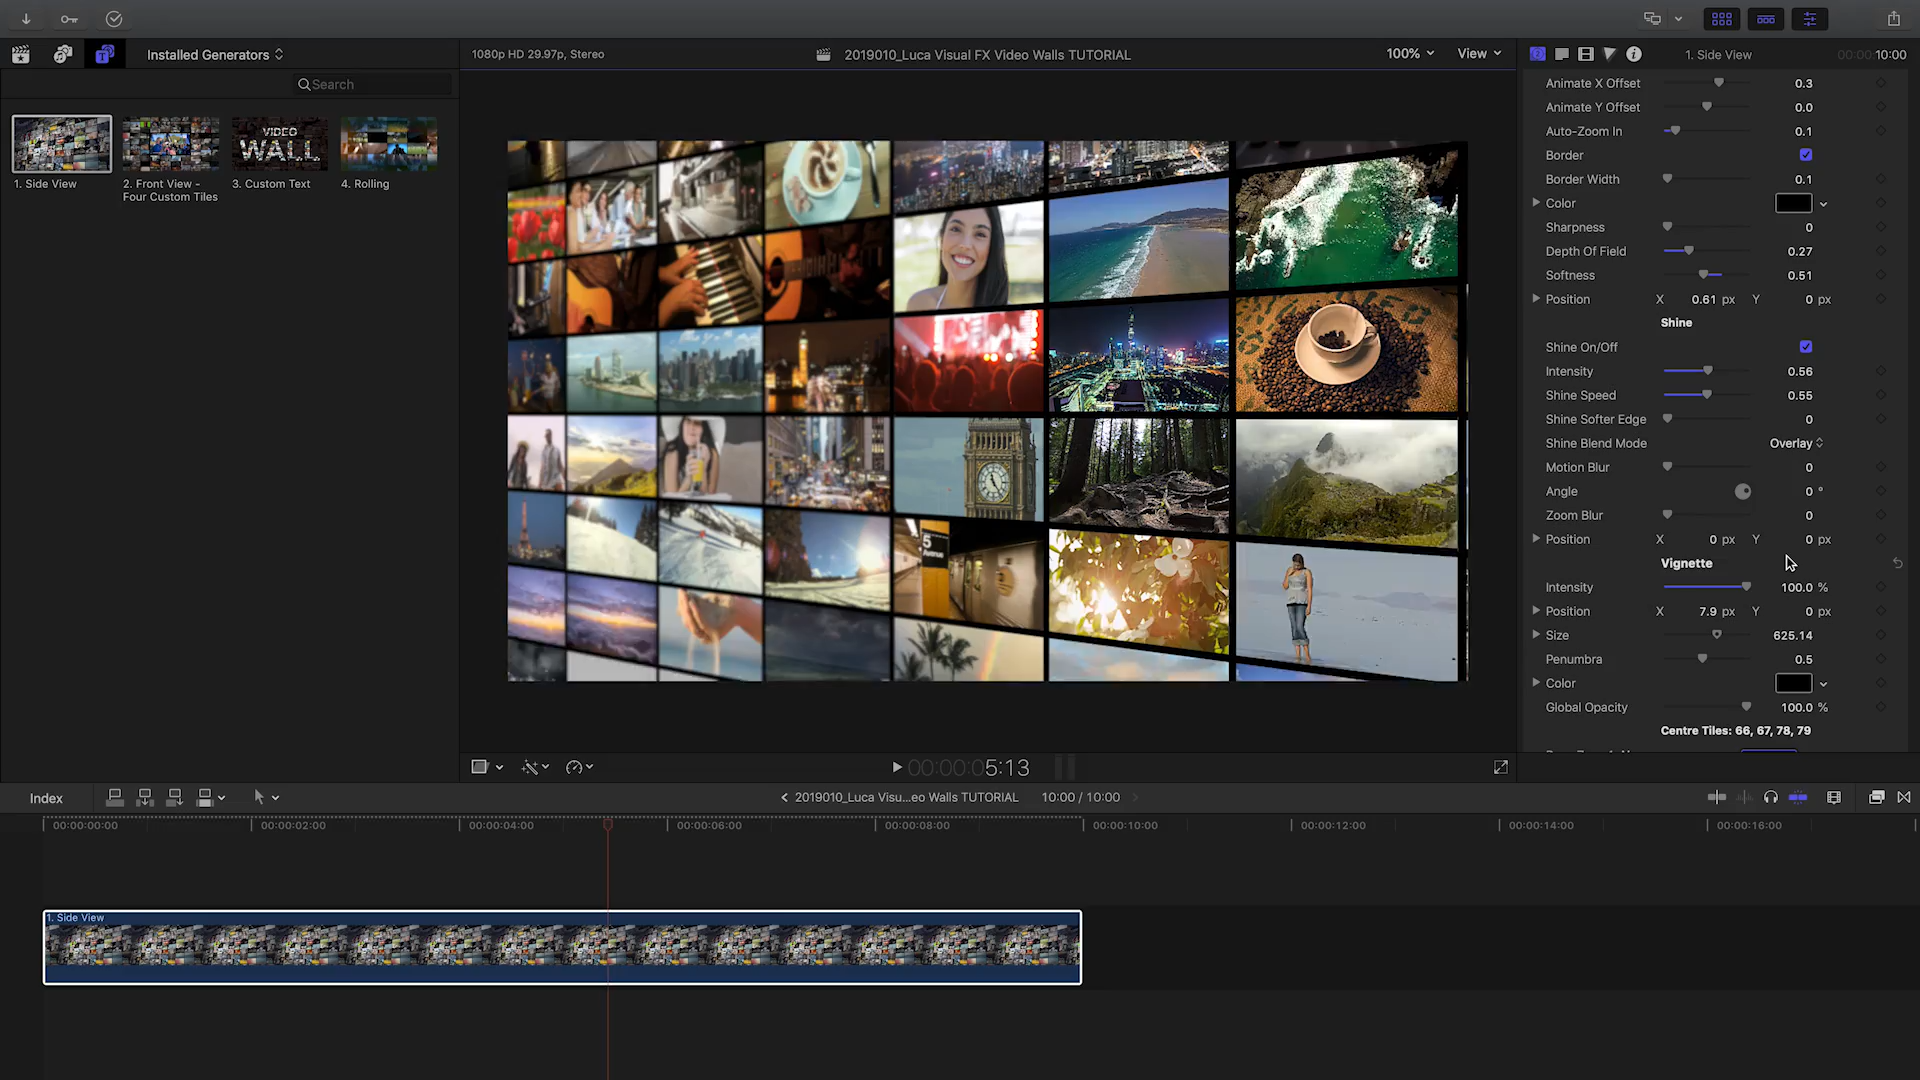 Installed Generators
1080p HD 29.97p, Stereo
2019010_Luca Visual FX Video Walls TUTORIAL
100%
View
1. Side View
00:00:00:10:00
Search
VIDEO
WALL
1. Side View
2. Front View -
Four Custom Tiles
3. Custom Text
4. Rolling
5
Avenue
Animate X Offset 0.3
Animate Y Offset 0.0
Auto-Zoom In 0.1
Border
Border Width 0.1
Color
Sharpness 0
Depth Of Field 0.27
Softness 0.51
Position X 0.61 px Y 0 px
Shine
Shine On/Off
Intensity 0.56
Shine Speed 0.55
Shine Softer Edge 0
Shine Blend Mode Overlay
Motion Blur 0
Angle 0 °
Zoom Blur 0
Position X 0 px Y 0 px
Vignette
Intensity 100.0 %
Position X 7.9 px Y 0 px
Size 625.14
Penumbra 0.5
Color
Global Opacity 100.0 %
Centre Tiles: 66, 67, 78, 79
00:00:05:13
Index
2019010_Luca Visu...eo Walls TUTORIAL
10:00 / 10:00
00:00:00:00
00:00:02:00
00:00:04:00
00:00:06:00
00:00:08:00
00:00:10:00
00:00:12:00
00:00:14:00
00:00:16:00
1. Side View